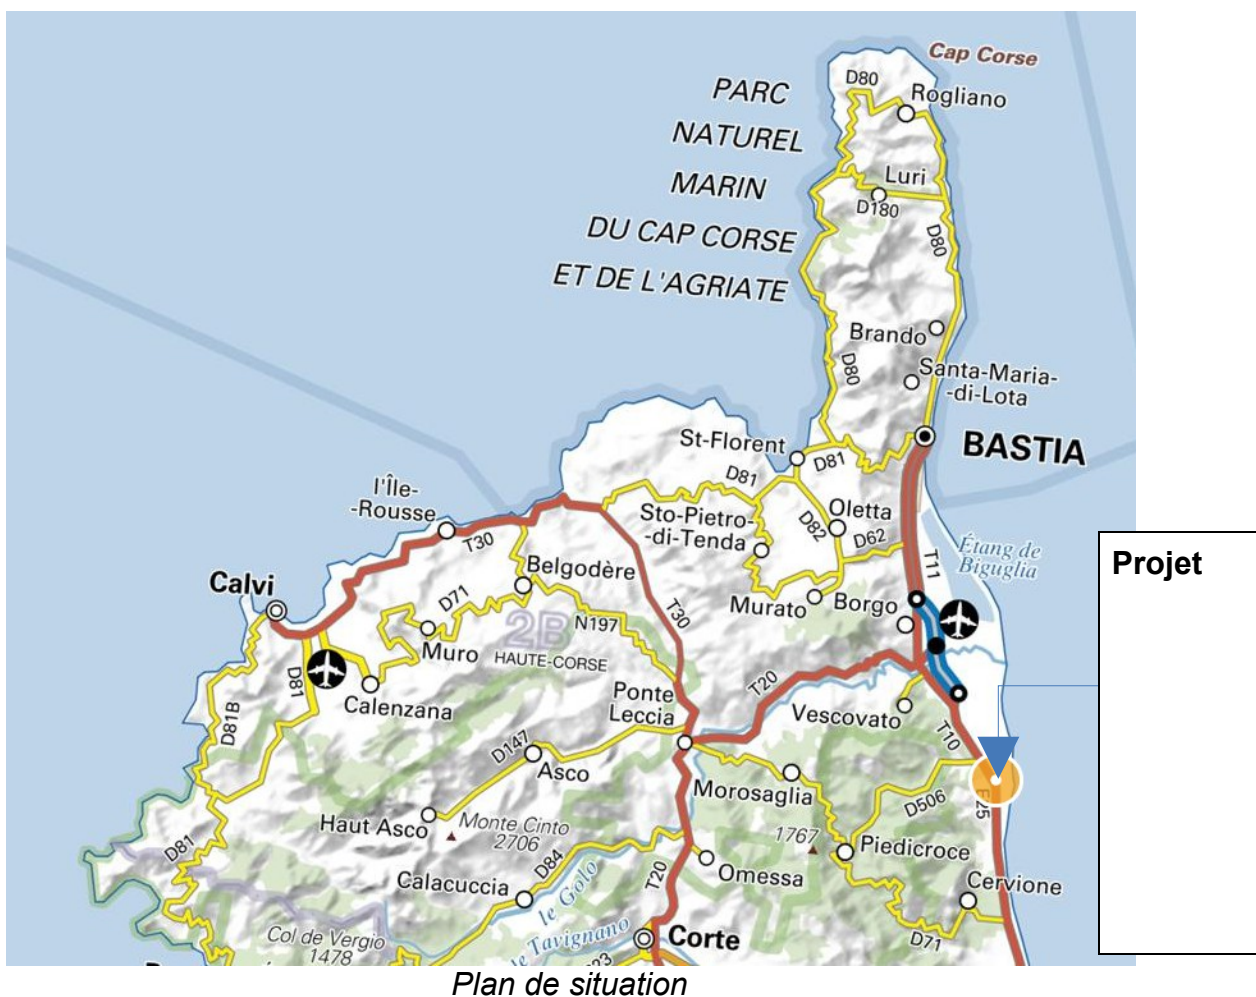 Cap Corse
PARC
NATUREL
MARIN
DU CAP CORSE
ET DE L'AGRIATE
D80
Rogliano
Luri
D180
D80
Brando
D80
Santa-Maria-
-di-Lota
BASTIA
St-Florent
D81
D81
l'Île-
-Rousse
T30
Sto-Pietro-
-di-Tenda
Oletta
D82
D62
T11
Étang de
Biguglia
Projet
Calvi
Belgodère
D71
N197
T30
Murato
Borgo
2B
HAUTE-CORSE
Muro
D81
Calenzana
D81B
Ponte
Leccia
T20
Vescovato
T10
D147
Asco
Morosaglia
D506
E25
Haut Asco
Monte Cinto
2706
1767
Piedicroce
D81
D84
Calacuccia
le Golo
T20
Omessa
Cervione
Col de Vergio
1478
le Tavignano
Corte
D71
Plan de situation